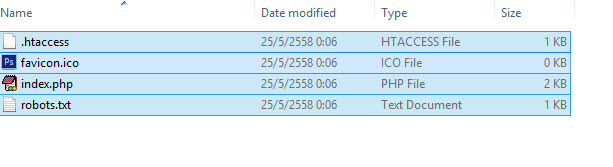 Name Date modified Type Size
.htaccess 25/5/2558 0:06 HTACCESS File 1 KB
Ps favicon.ico 25/5/2558 0:06 ICO File 0 KB
index.php 25/5/2558 0:06 PHP File 2 KB
robots.txt 25/5/2558 0:06 Text Document 1 KB